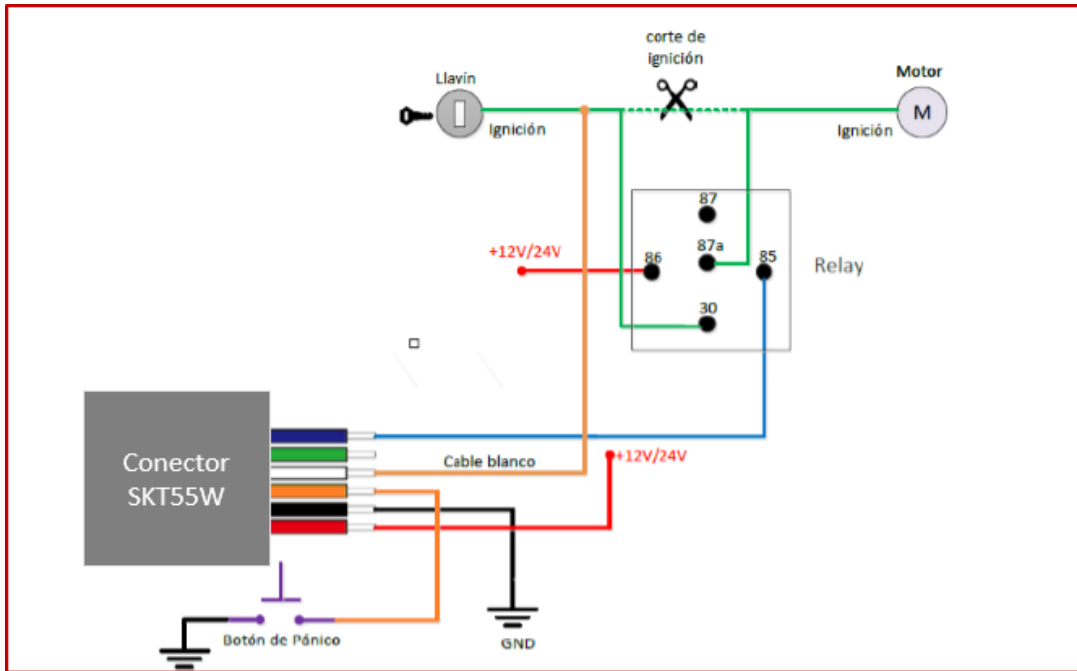 corte de
ignición
Llavín
Motor
Ignición
Ignición
M
87
+12V/24V
87a
86
85
Relay
30
Conector
SKT55W
Cable blanco
+12V/24V
Botón de Pánico
GND